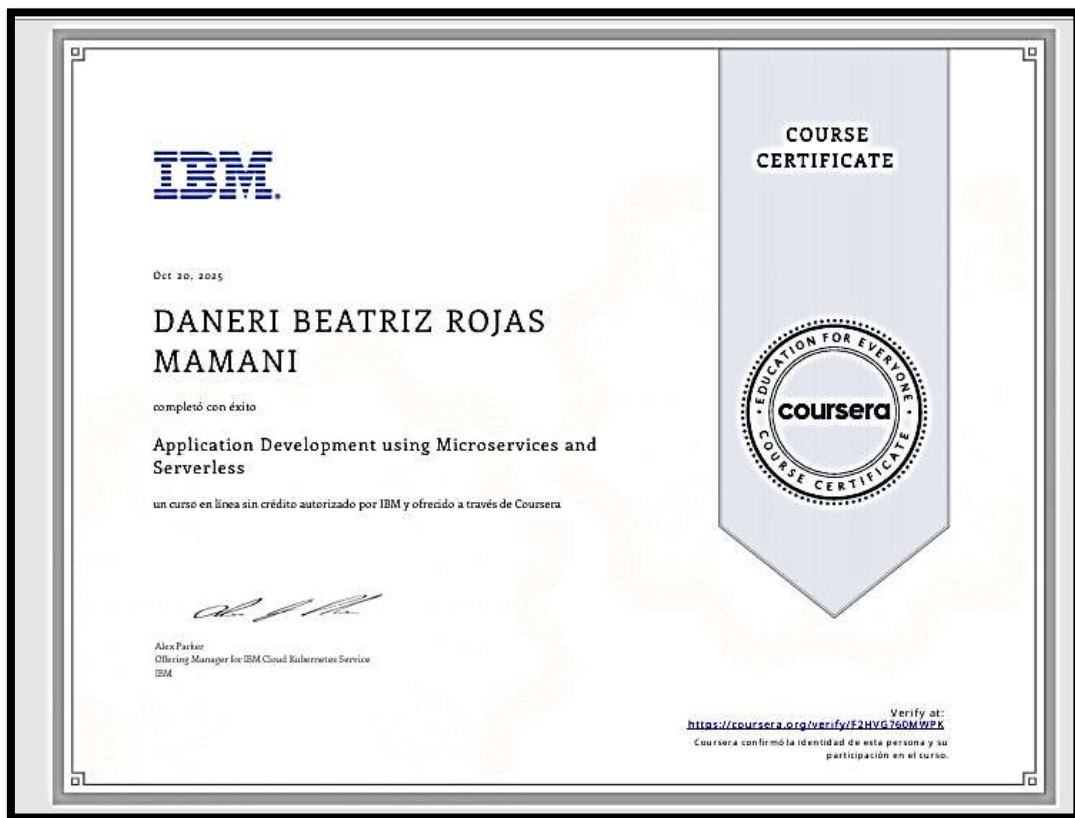 IBM.
Oct 20, 2025
DANERI BEATRIZ ROJAS
MAMANI
completó con éxito
Application Development using Microservices and
Serverless
un curso en línea sin crédito autorizado por IBM y ofrecido a través de Coursera
Alex Parker
Offering Manager for IBM Cloud Kubernetes Service
IBM
COURSE
CERTIFICATE
EDUCATION FOR EVERYONE
coursera
COURSE CERTIFICATE
Verify at:
https://coursera.org/verify/F2HVG760MWPK
Coursera confirmó la identidad de esta persona y su
participación en el curso.